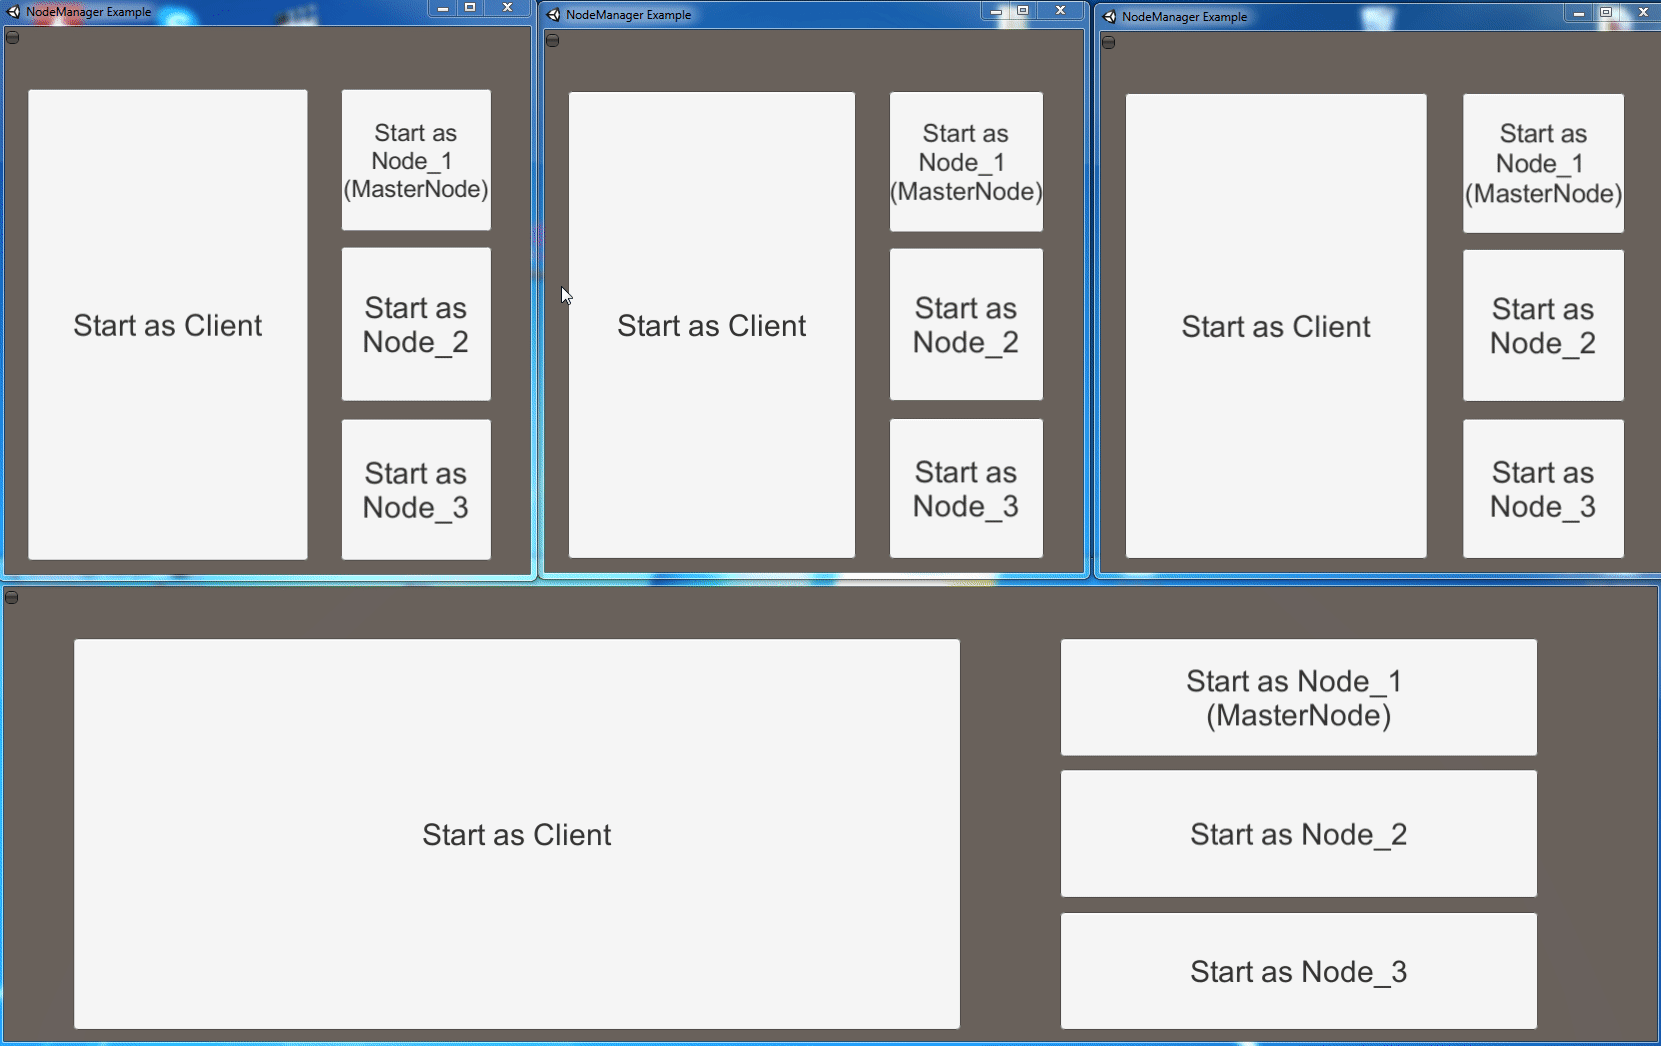 NodeManager Example
Start as Client
Start as
Node_1
(MasterNode)
Start as
Node_2
Start as
Node_3
NodeManager Example
Start as Client
Start as
Node_1
(MasterNode)
Start as
Node_2
Start as
Node_3
NodeManager Example
Start as Client
Start as
Node_1
(MasterNode)
Start as
Node_2
Start as
Node_3
Start as Client
Start as Node_1
(MasterNode)
Start as Node_2
Start as Node_3